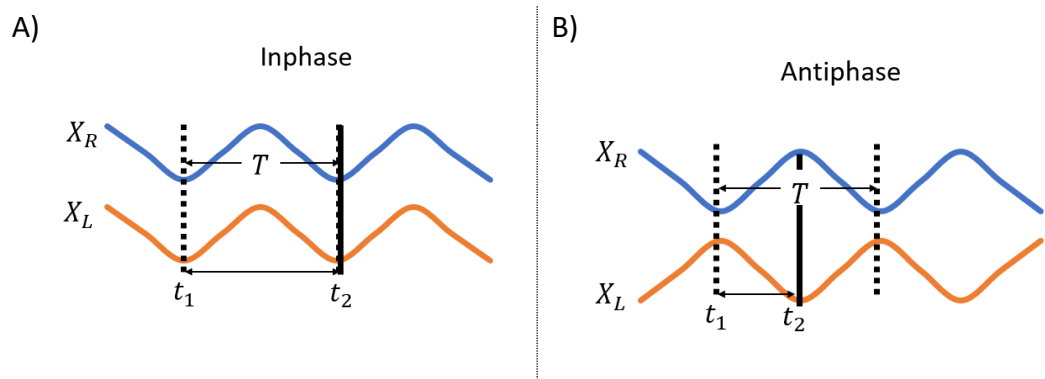 A)
Inphase
X_R
T
X_L
t_1
t_2
B)
Antiphase
X_R
T
X_L
t_1
t_2